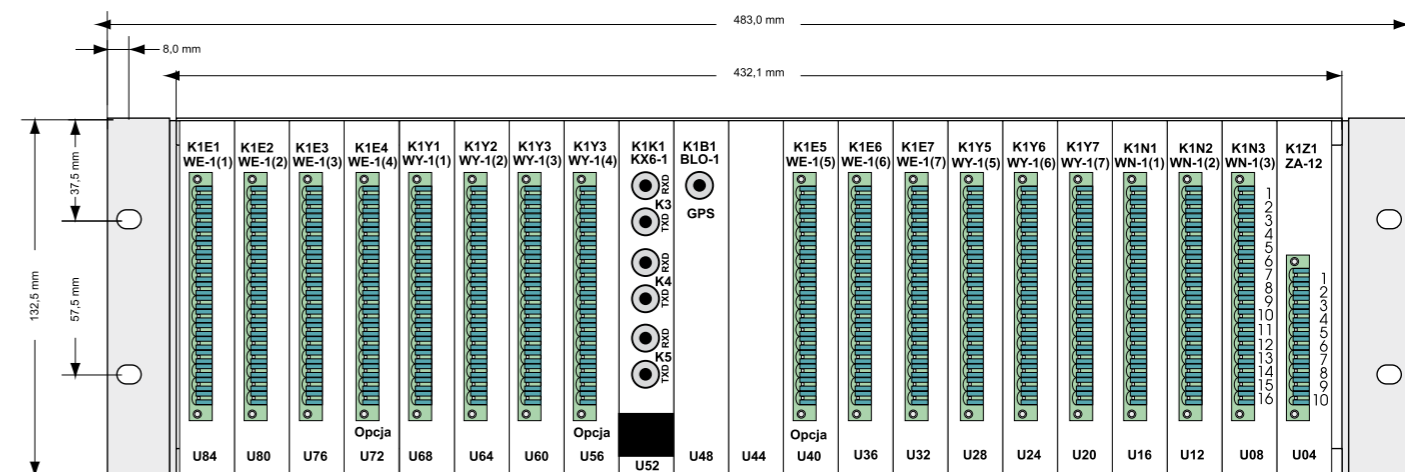 483,0 mm
8,0 mm
432,1 mm
132,5 mm
37,5 mm
57,5 mm
K1E1
WE-1(1)
U84
K1E2
WE-1(2)
U80
K1E3
WE-1(3)
U76
K1E4
WE-1(4)
Opcja
U72
K1Y1
WY-1(1)
U68
K1Y2
WY-1(2)
U64
K1Y3
WY-1(3)
U60
K1Y3
WY-1(4)
Opcja
U56
K1K1
KX6-1
RXD
K3
TXD
RXD
K4
TXD
RXD
K5
TXD
U52
K1B1
BLO-1
GPS
U48
U44
K1E5
WE-1(5)
Opcja
U40
K1E6
WE-1(6)
U36
K1E7
WE-1(7)
U32
K1Y5
WY-1(5)
U28
K1Y6
WY-1(6)
U24
K1Y7
WY-1(7)
U20
K1N1
WN-1(1)
U16
K1N2
WN-1(2)
U12
K1N3
WN-1(3)
1
2
3
4
5
6
7
8
9
10
11
12
13
14
15
16
U08
K1Z1
ZA-12
1
2
3
4
5
6
7
8
9
10
U04